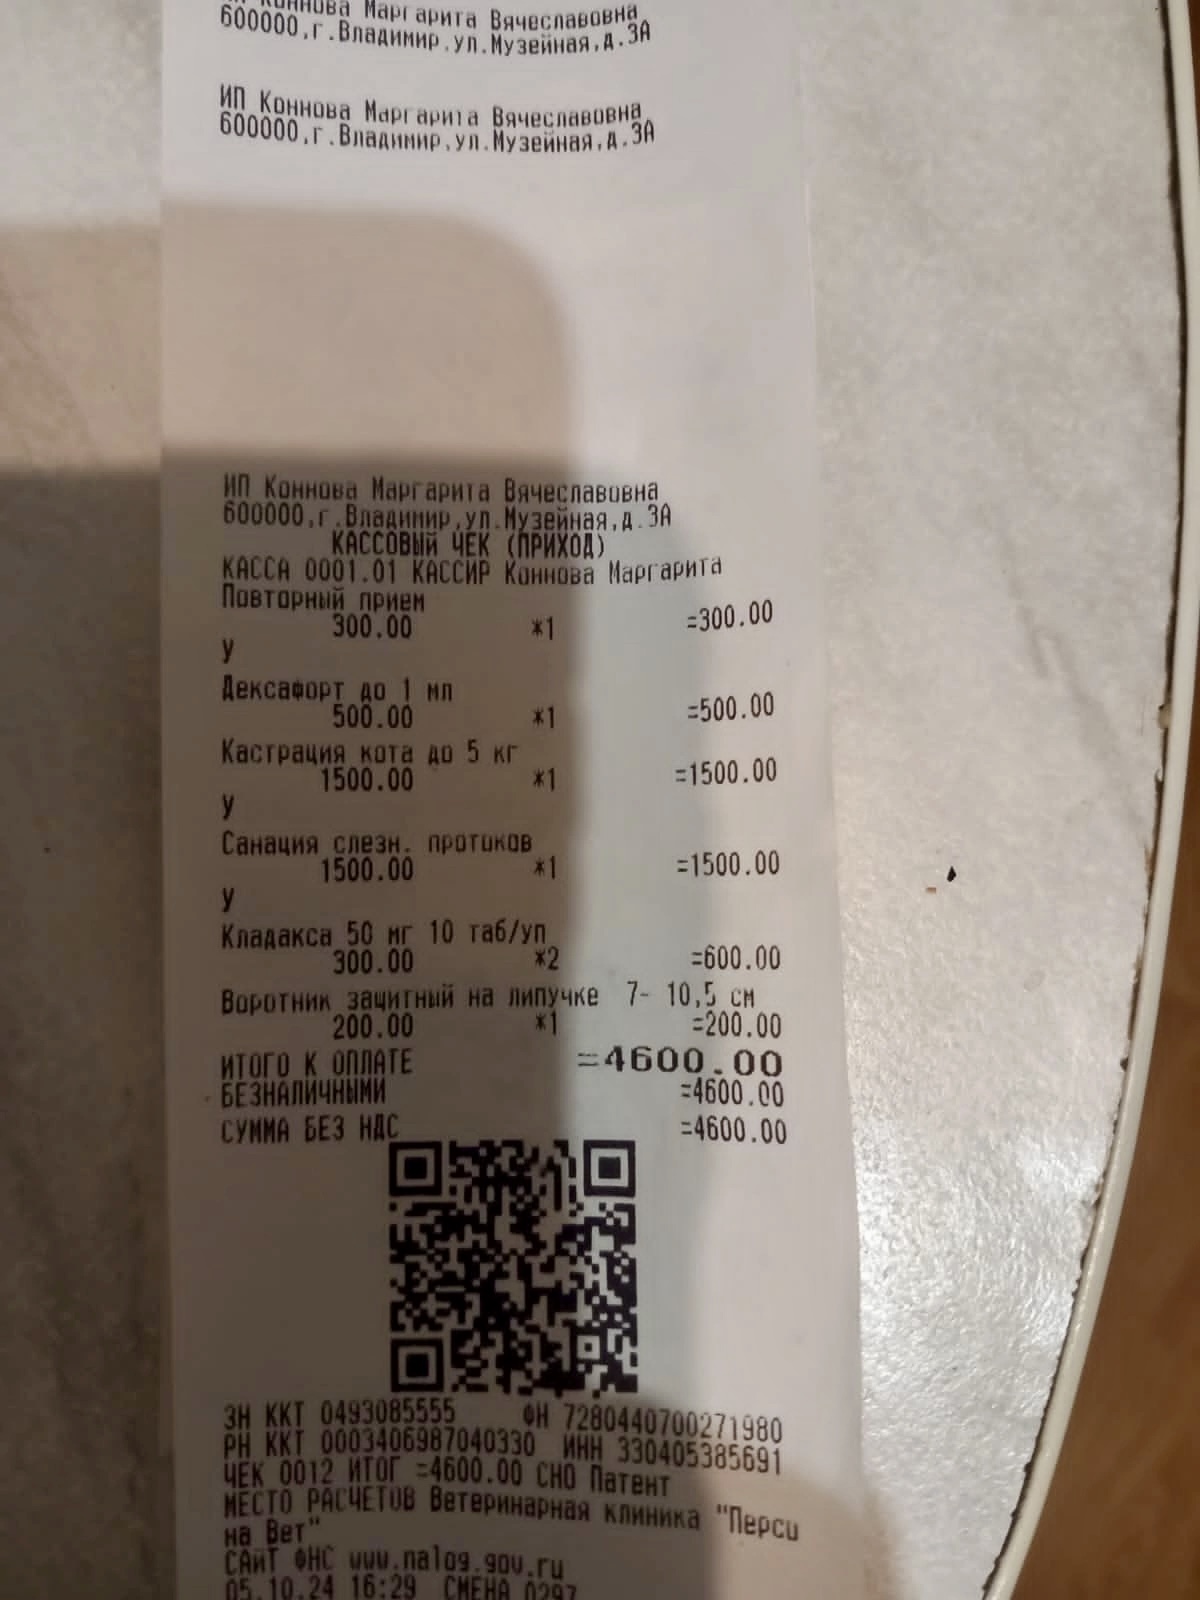 Коннова Маргарита Вячеславовна
600000,г.Владимир,ул.Музейная,д.3А
ИП Коннова Маргарита Вячеславовна
600000,г.Владимир,ул.Музейная,д.3А
ИП Коннова Маргарита Вячеславовна
600000,г.Владимир,ул.Музейная,д.3А
КАССОВЫЙ ЧЕК (ПРИХОД)
КАССА 0001.01 КАССИР Коннова Маргарита
Повторный прием
300.00 *1 =300.00
У
Дексафорт до 1 мл
500.00 *1 =500.00
Кастрация кота до 5 кг
1500.00 *1 =1500.00
У
Санация слезн. протоков
1500.00 *1 =1500.00
У
Кладакса 50 мг 10 таб/уп
300.00 *2 =600.00
Воротник защитный на липучке 7- 10,5 см
200.00 *1 =200.00
ИТОГО К ОПЛАТЕ =4600.00
БЕЗНАЛИЧНЫМИ =4600.00
СУММА БЕЗ НДС =4600.00
ЗН ККТ 0493085555 ФН 7280440700271980
РН ККТ 0003406987040330 ИНН 330405385691
ЧЕК 0012 ИТОГ =4600.00 СНО Патент
МЕСТО РАСЧЕТОВ Ветеринарная клиника "Перси
на Вет"
САЙТ ФНС www.nalog.gov.ru
05.10.24 16:29 СМЕНА 0297